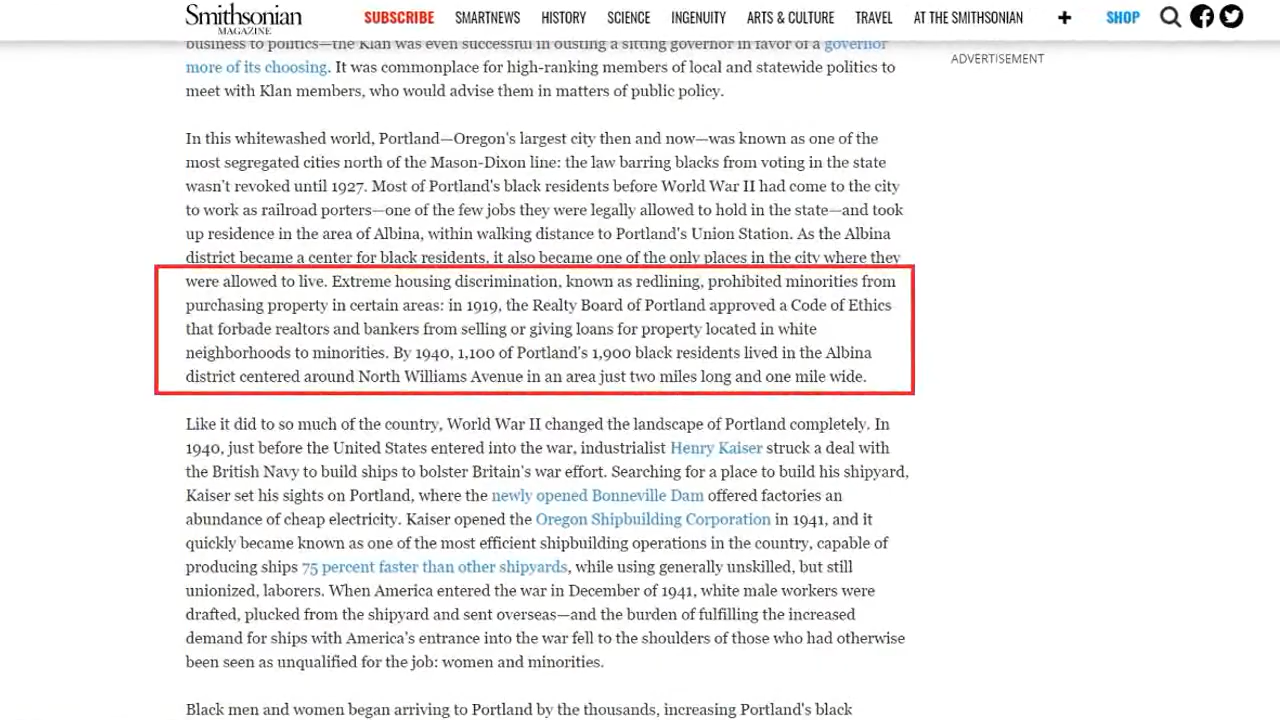 Smithsonian
MAGAZINE
SUBSCRIBE SMARTNEWS HISTORY SCIENCE INGENUITY ARTS & CULTURE TRAVEL AT THE SMITHSONIAN + SHOP
business to politics—the Klan was even successful in ousting a sitting governor in favor of a governor
more of its choosing. It was commonplace for high-ranking members of local and statewide politics to
meet with Klan members, who would advise them in matters of public policy.
ADVERTISEMENT
In this whitewashed world, Portland—Oregon's largest city then and now—was known as one of the
most segregated cities north of the Mason-Dixon line: the law barring blacks from voting in the state
wasn't revoked until 1927. Most of Portland's black residents before World War II had come to the city
to work as railroad porters—one of the few jobs they were legally allowed to hold in the state—and took
up residence in the area of Albina, within walking distance to Portland's Union Station. As the Albina
district became a center for black residents, it also became one of the only places in the city where they
were allowed to live. Extreme housing discrimination, known as redlining, prohibited minorities from
purchasing property in certain areas: in 1919, the Realty Board of Portland approved a Code of Ethics
that forbade realtors and bankers from selling or giving loans for property located in white
neighborhoods to minorities. By 1940, 1,100 of Portland's 1,900 black residents lived in the Albina
district centered around North Williams Avenue in an area just two miles long and one mile wide.
Like it did to so much of the country, World War II changed the landscape of Portland completely. In
1940, just before the United States entered into the war, industrialist Henry Kaiser struck a deal with
the British Navy to build ships to bolster Britain's war effort. Searching for a place to build his shipyard,
Kaiser set his sights on Portland, where the newly opened Bonneville Dam offered factories an
abundance of cheap electricity. Kaiser opened the Oregon Shipbuilding Corporation in 1941, and it
quickly became known as one of the most efficient shipbuilding operations in the country, capable of
producing ships 75 percent faster than other shipyards, while using generally unskilled, but still
unionized, laborers. When America entered the war in December of 1941, white male workers were
drafted, plucked from the shipyard and sent overseas—and the burden of fulfilling the increased
demand for ships with America's entrance into the war fell to the shoulders of those who had otherwise
been seen as unqualified for the job: women and minorities.
Black men and women began arriving to Portland by the thousands, increasing Portland's black